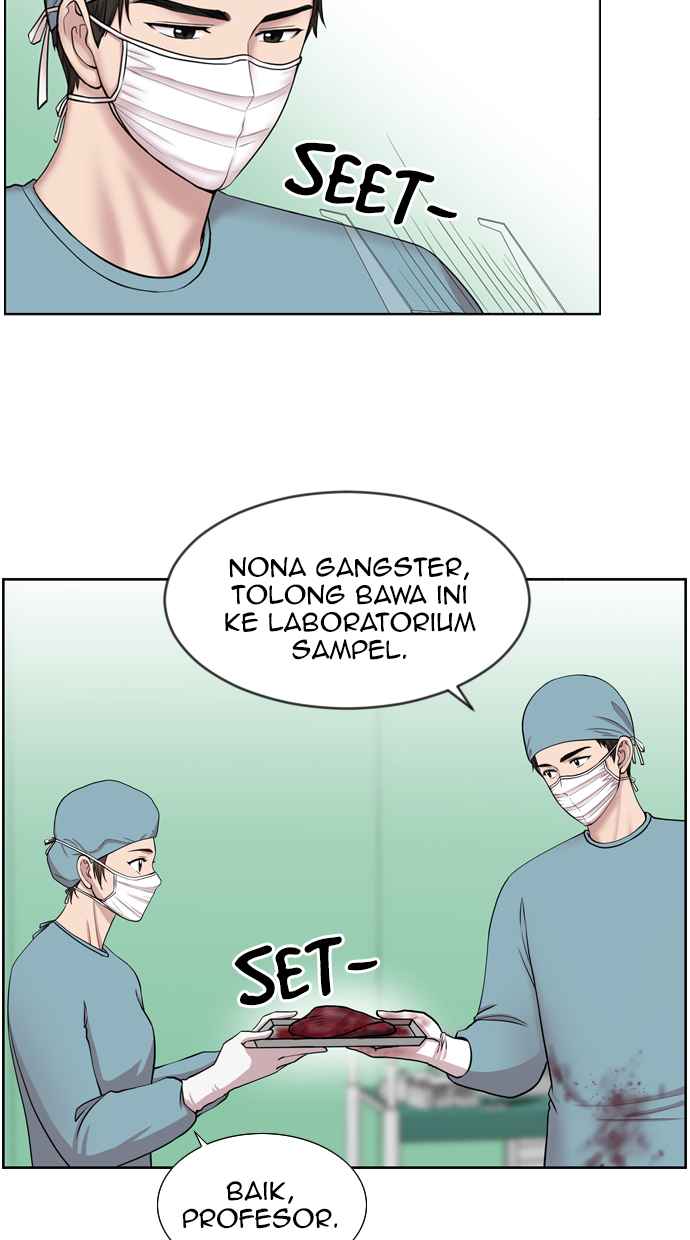 SEET-
NONA GANGSTER,
TOLONG BAWA INI
KE LABORATORIUM
SAMPEL.
SET-
BAIK,
PROFESOR.